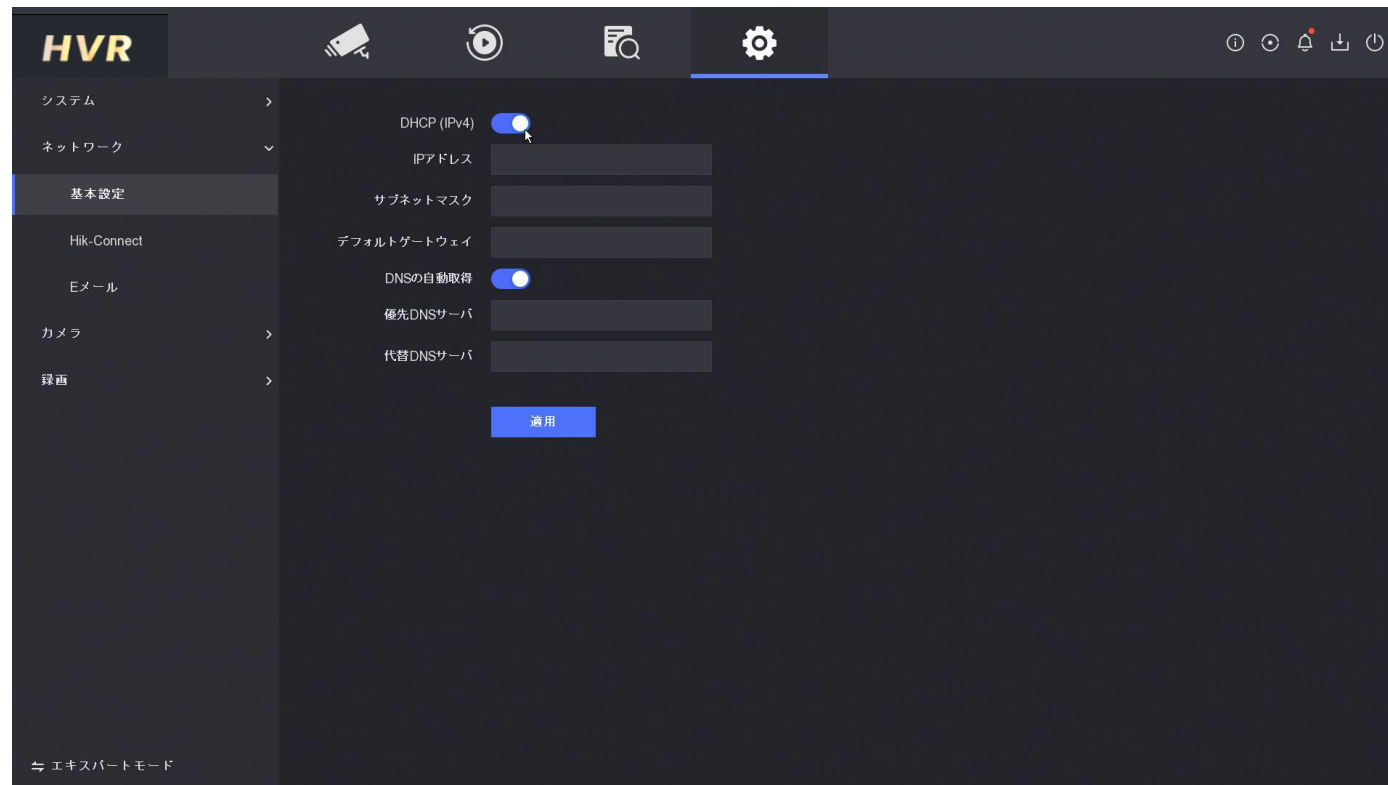 HVR
システム
ネットワーク
基本設定
Hik-Connect
Eメール
カメラ
録画
エキスパートモード
DHCP (IPv4)
IPアドレス
サブネットマスク
デフォルトゲートウェイ
DNSの自動取得
優先DNSサーバ
代替DNSサーバ
適用